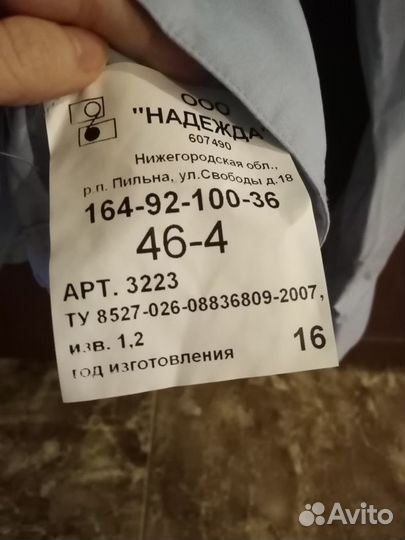 ООО
"НАДЕЖДА"
607490
Нижегородская обл.,
р.п. Пильна, ул.Свободы д.18
164-92-100-36
46-4
АРТ. 3223
ТУ 8527-026-08836809-2007,
изв. 1,2
год изготовления 16
Avito